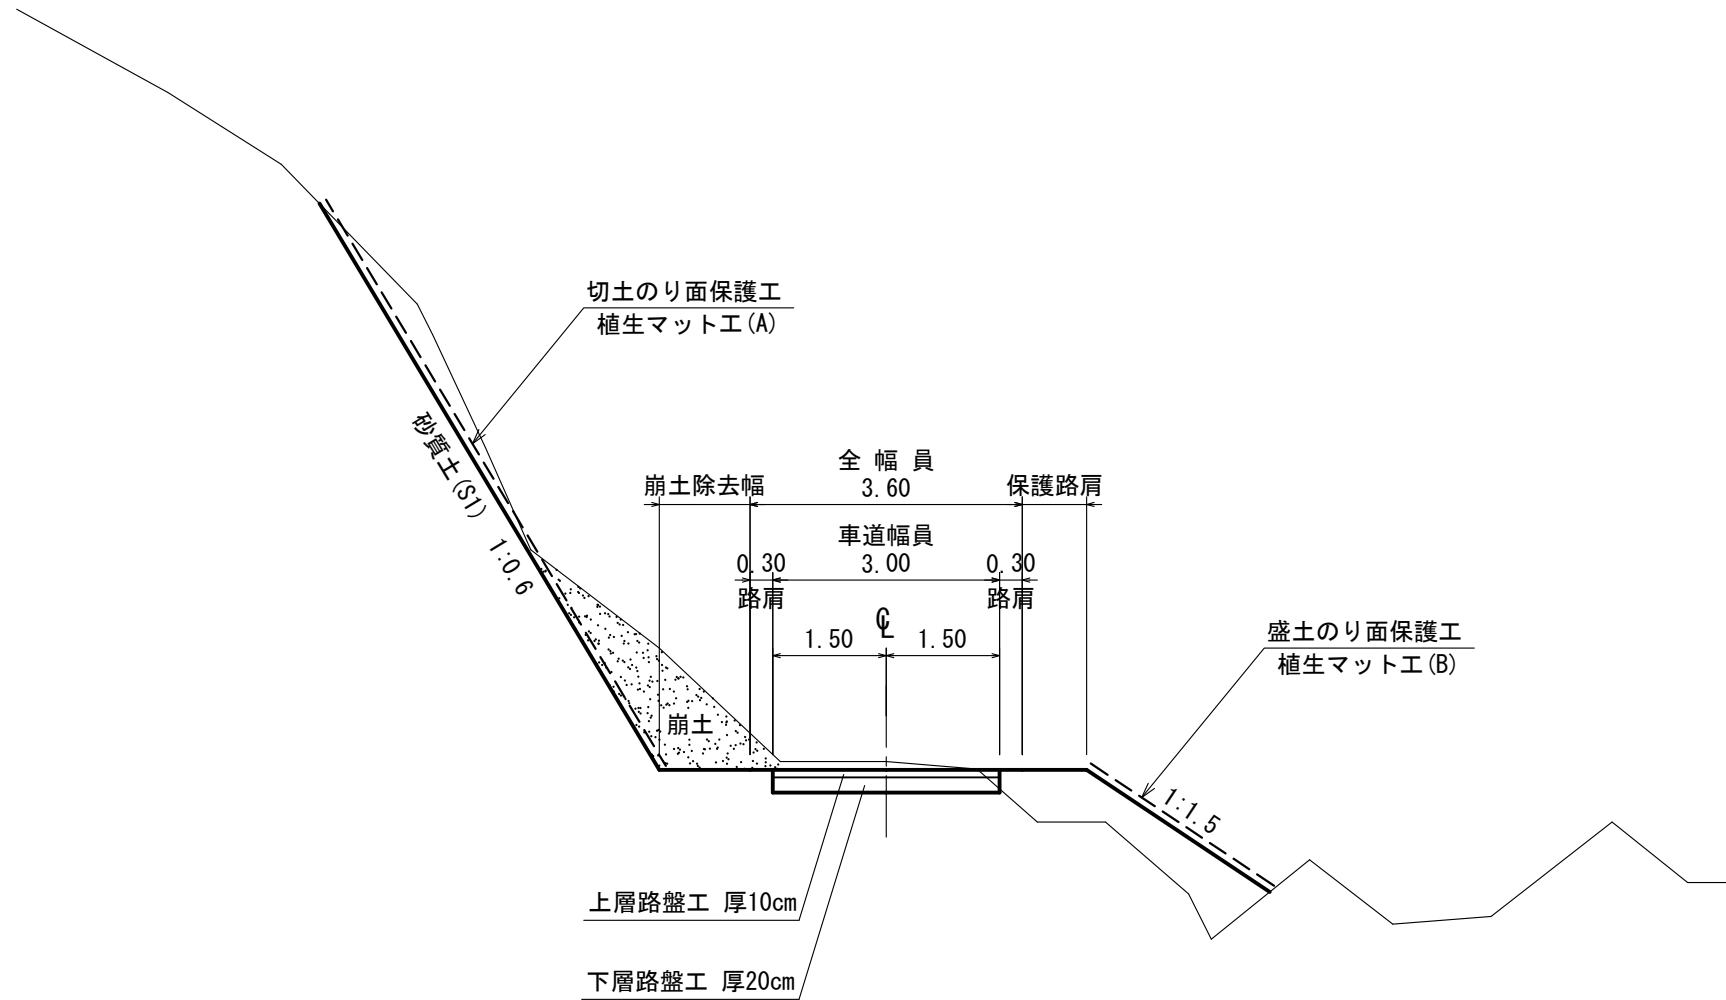 切土のり面保護工
植生マット工(A)
砂質土(S1) 1:0.6
全 幅 員
崩土除去幅
3.60
保護路肩
車道幅員
0.30
3.00
0.30
路肩
路肩
℄
1.50
1.50
盛土のり面保護工
植生マット工(B)
崩土
1:1.5
上層路盤工 厚10cm
下層路盤工 厚20cm